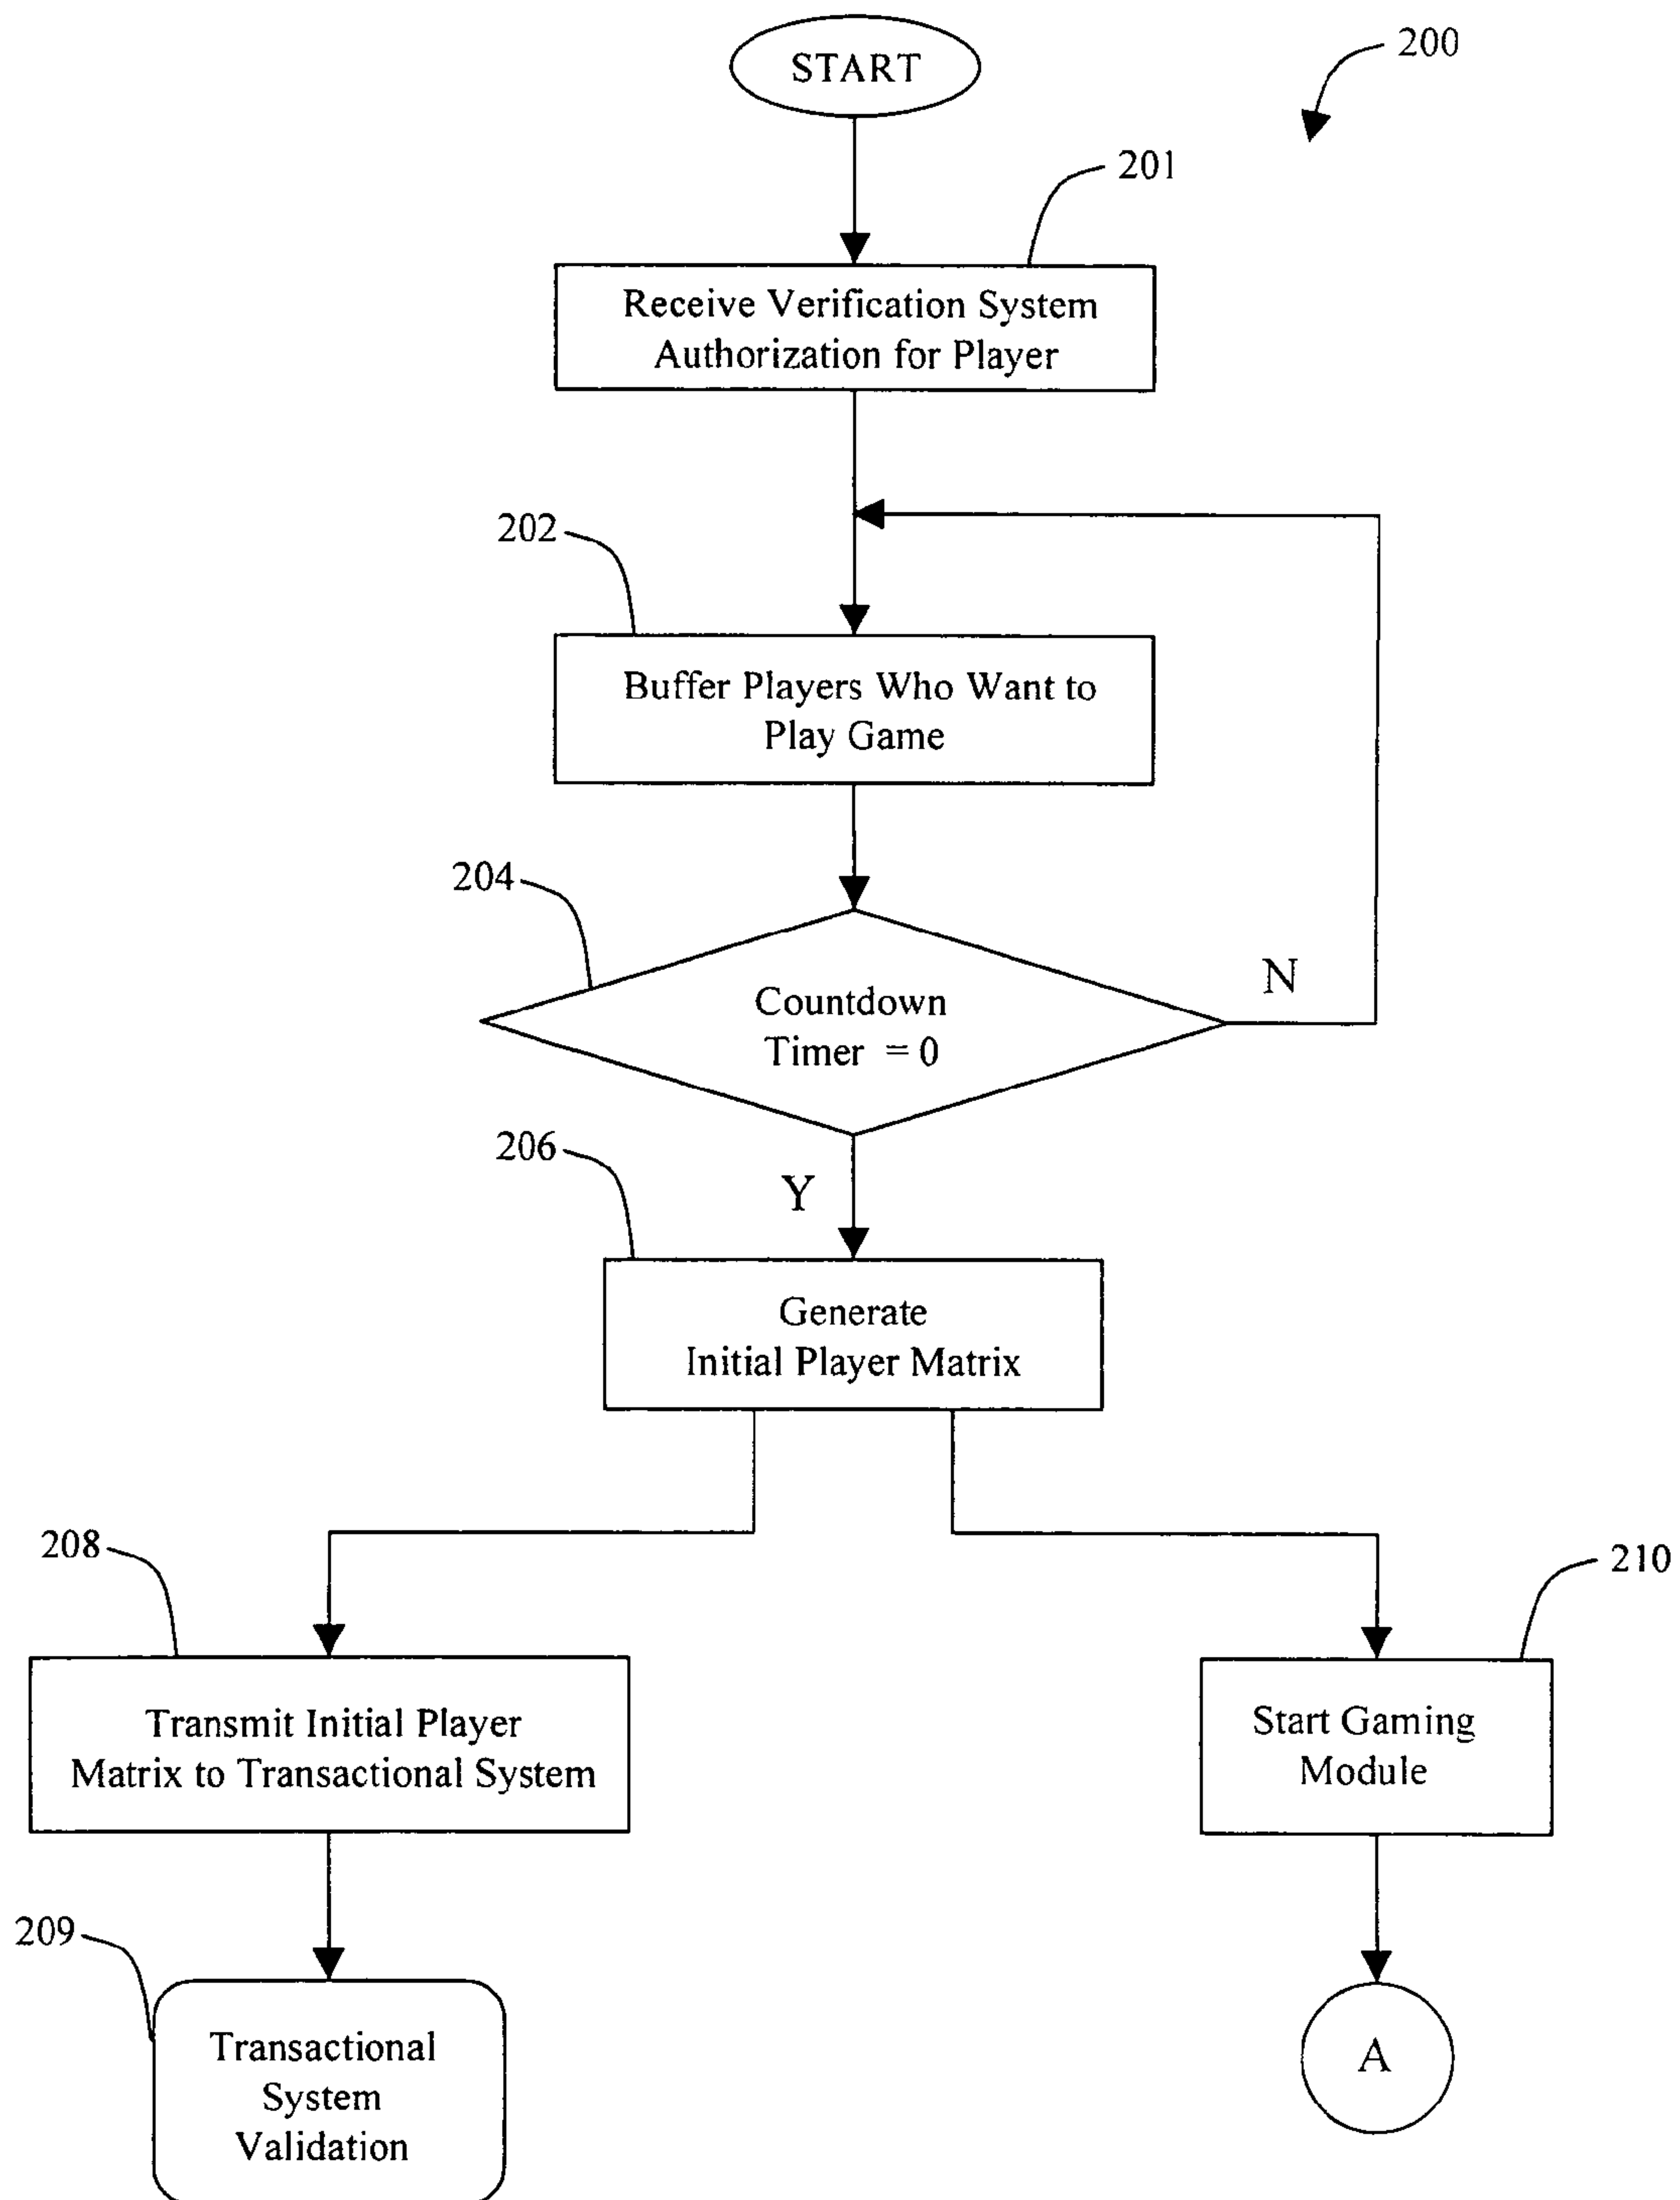 START
200
201
Receive Verification System
Authorization for Player
202
Buffer Players Who Want to
Play Game
204
N
Countdown
Timer = 0
206
Y
Generate
Initial Player Matrix
208
210
Transmit Initial Player
Matrix to Transactional System
Start Gaming
Module
209
Transactional
System
Validation
A